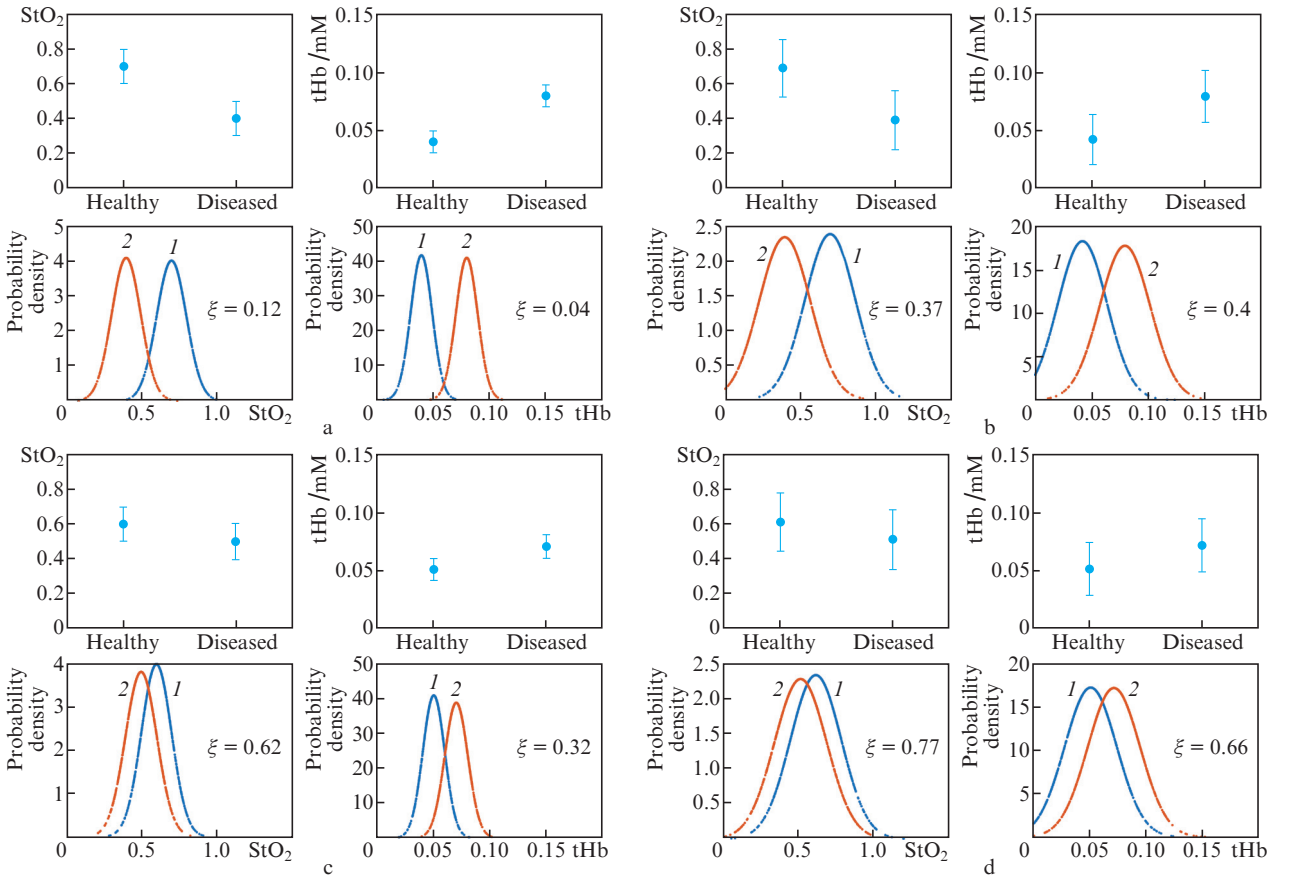 StO₂
0.8
0.6
0.4
0.2
0
Healthy Diseased
tHb /mM
0.15
0.10
0.05
0
Healthy Diseased
Probability
density
5
4
3
2
1
2 1
ξ = 0.12
0 0.5 1.0 StO₂
Probability
density
50
40
30
20
10
1 2
ξ = 0.04
0 0.05 0.10 0.15 tHb
a
StO₂
0.8
0.6
0.4
0.2
0
Healthy Diseased
tHb /mM
0.15
0.10
0.05
0
Healthy Diseased
Probability
density
2.5
2.0
1.5
1.0
0.5
2 1
ξ = 0.37
0 0.5 1.0 StO₂
Probability
density
20
15
10
5
1 2
ξ = 0.4
0 0.05 0.10 0.15 tHb
b
StO₂
0.8
0.6
0.4
0.2
0
Healthy Diseased
tHb /mM
0.15
0.10
0.05
0
Healthy Diseased
Probability
density
4
3
2
1
2 1
ξ = 0.62
0 0.5 1.0 StO₂
Probability
density
50
40
30
20
10
1 2
ξ = 0.32
0 0.05 0.10 0.15 tHb
c
StO₂
0.8
0.6
0.4
0.2
0
Healthy Diseased
tHb /mM
0.15
0.10
0.05
0
Healthy Diseased
Probability
density
2.5
2.0
1.5
1.0
0.5
2 1
ξ = 0.77
0 0.5 1.0 StO₂
Probability
density
20
15
10
5
1 2
ξ = 0.66
0 0.05 0.10 0.15 tHb
d